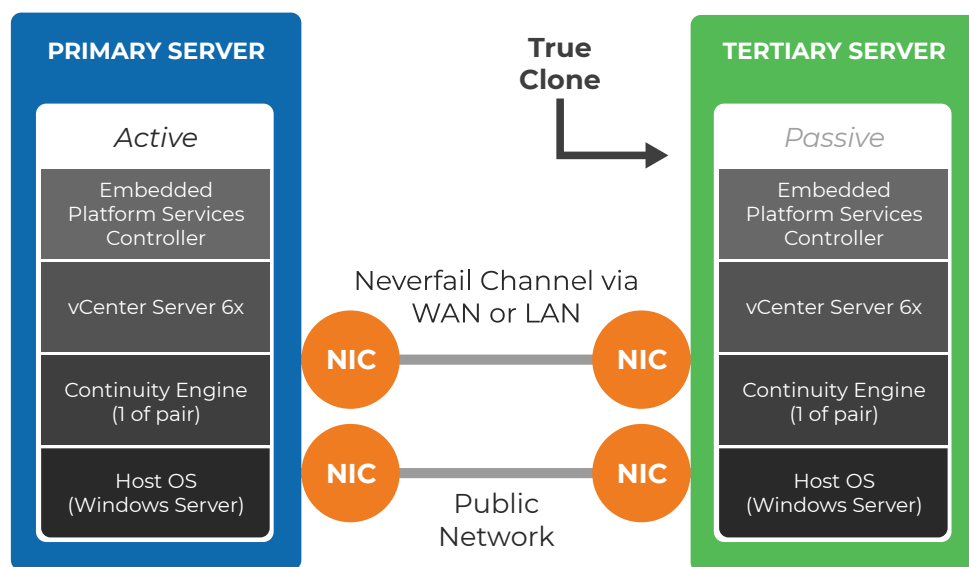 PRIMARY SERVER
Active
Embedded
Platform Services
Controller
vCenter Server 6x
Continuity Engine
(1 of pair)
Host OS
(Windows Server)
True
Clone
Neverfail Channel via
WAN or LAN
NIC
NIC
NIC
NIC
Public
Network
TERTIARY SERVER
Passive
Embedded
Platform Services
Controller
vCenter Server 6x
Continuity Engine
(1 of pair)
Host OS
(Windows Server)